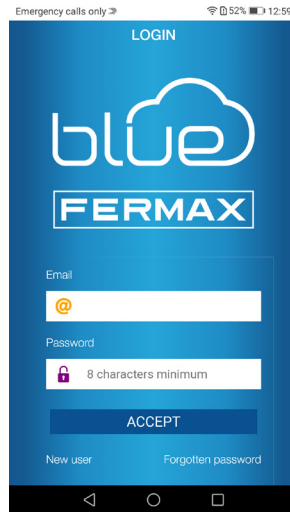 Emergency calls only 52% 12:59
LOGIN
blue
FERMAX
Email
@
Password
8 characters minimum
ACCEPT
New user Forgotten password